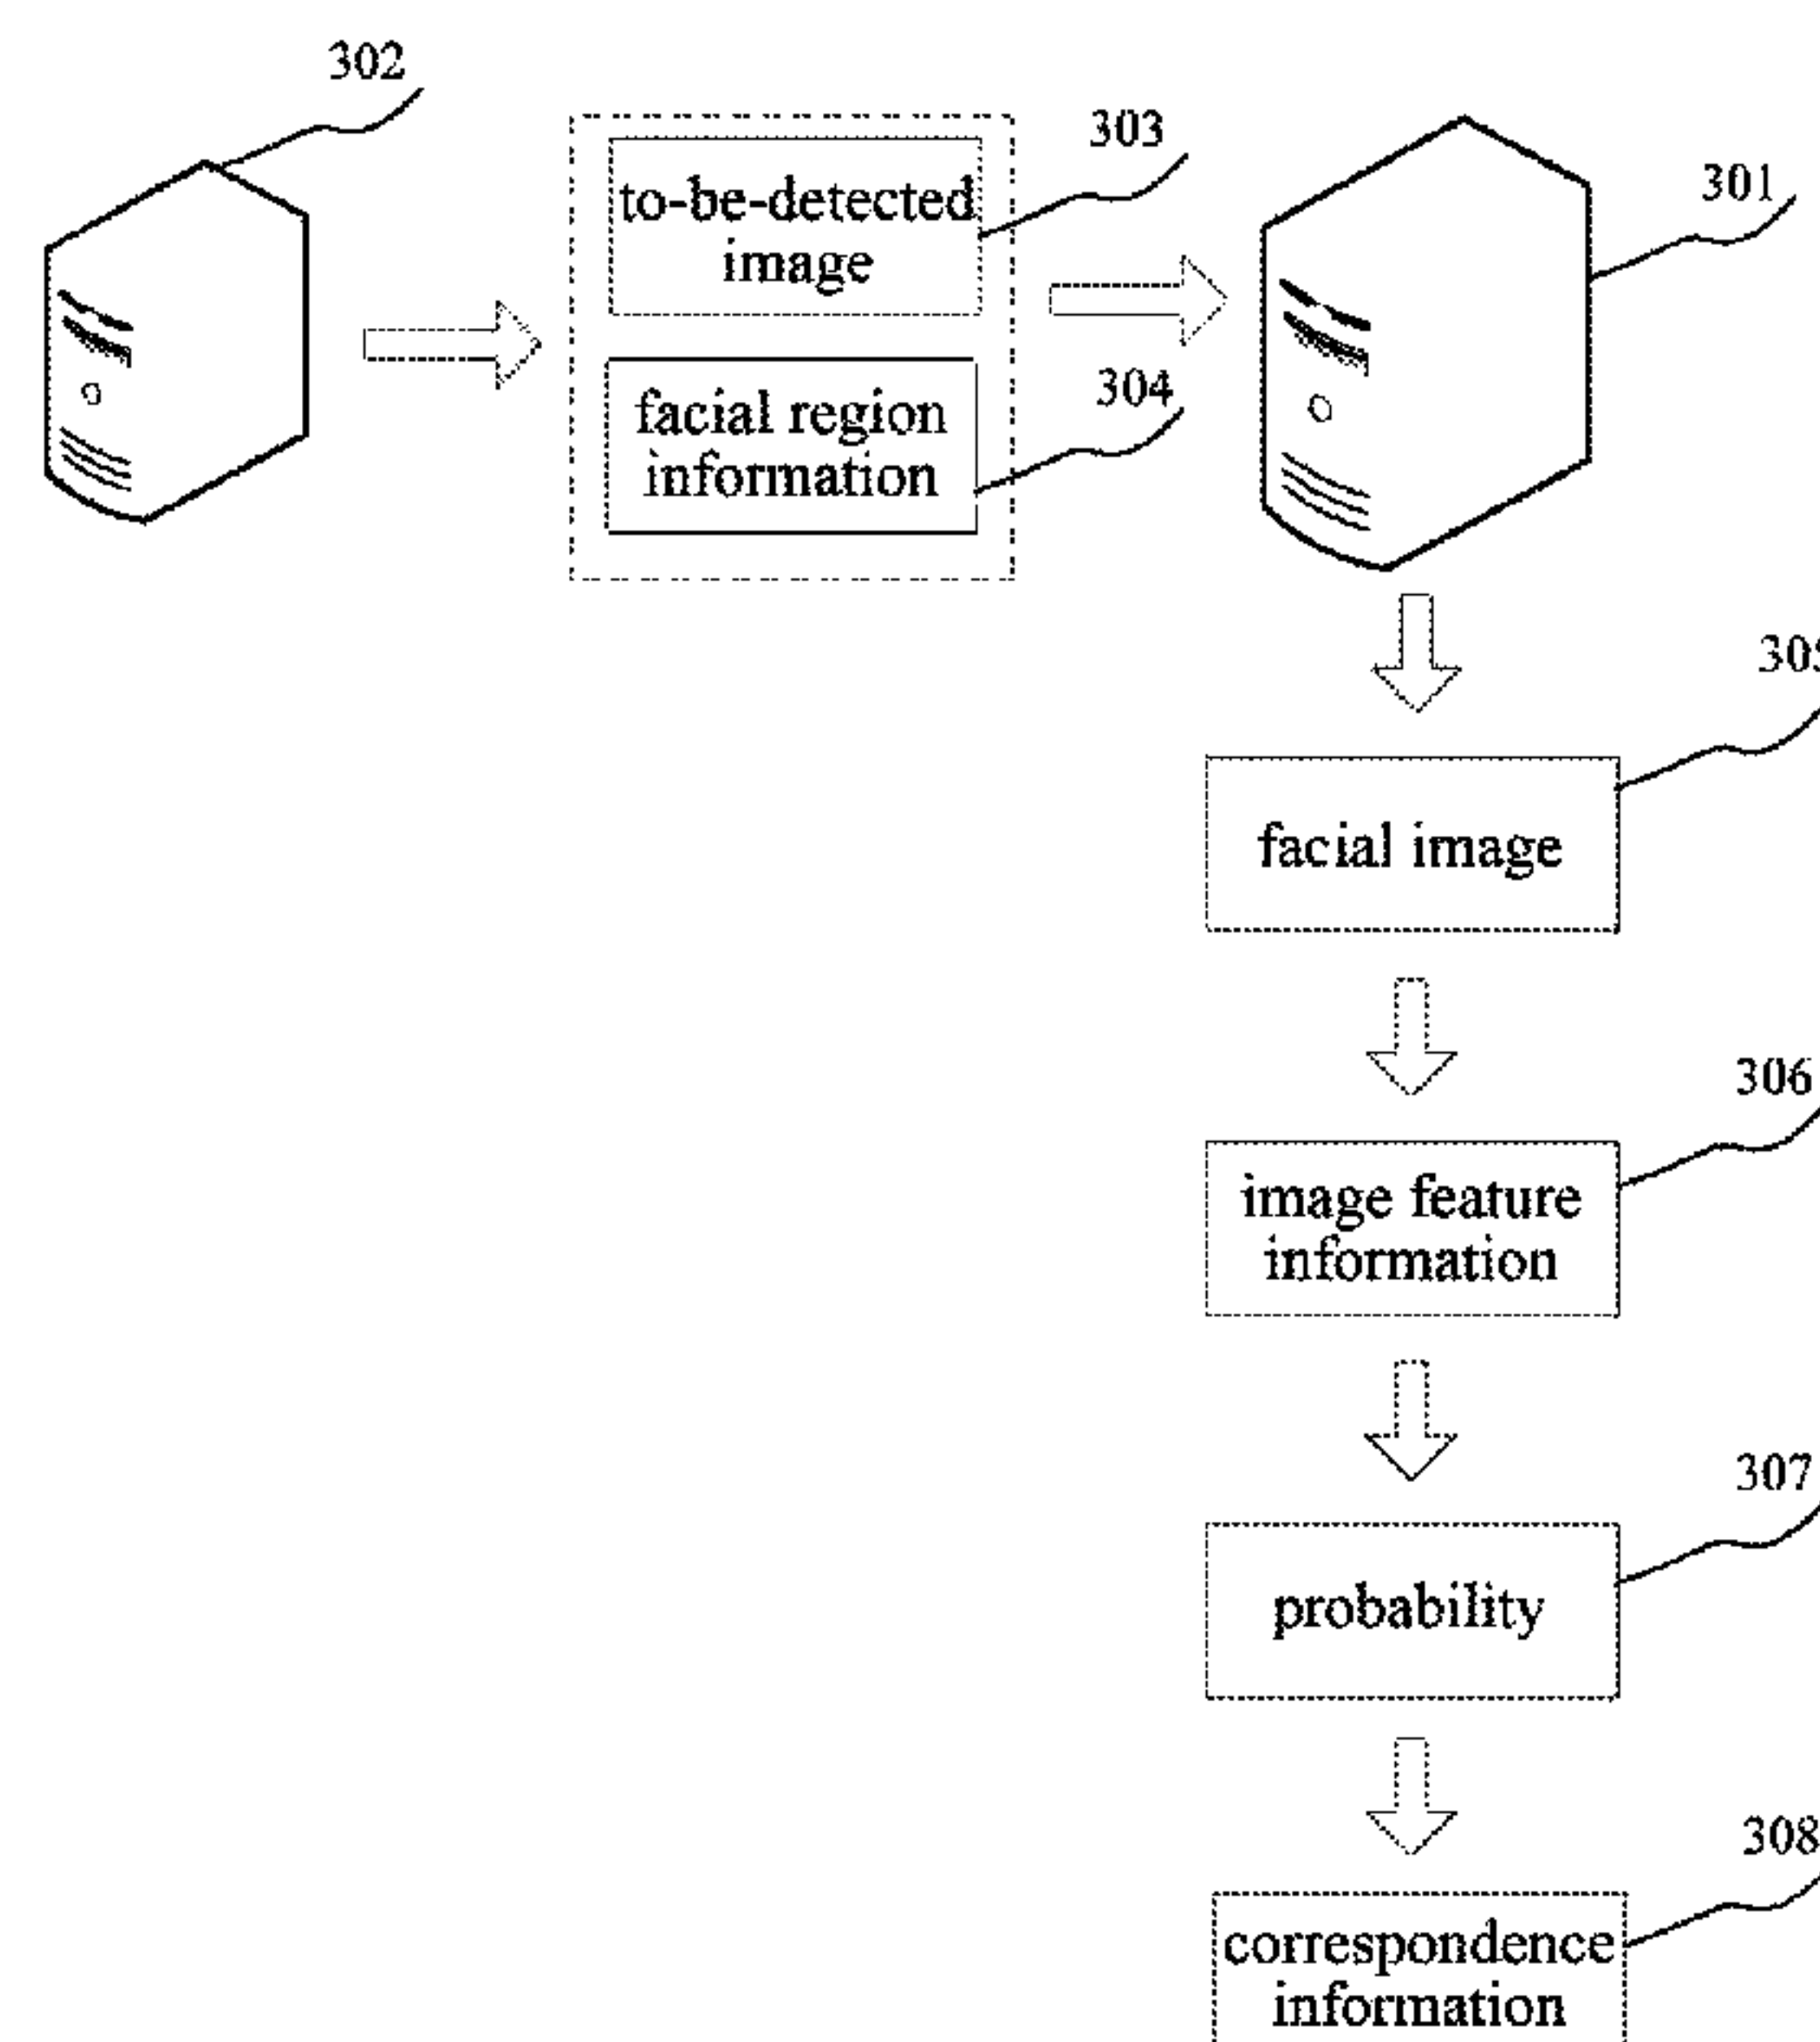 302
303
to-be-detected
image
301
304
facial region
information
facial image
306
image feature
information
307
probability
308
correspondence
information